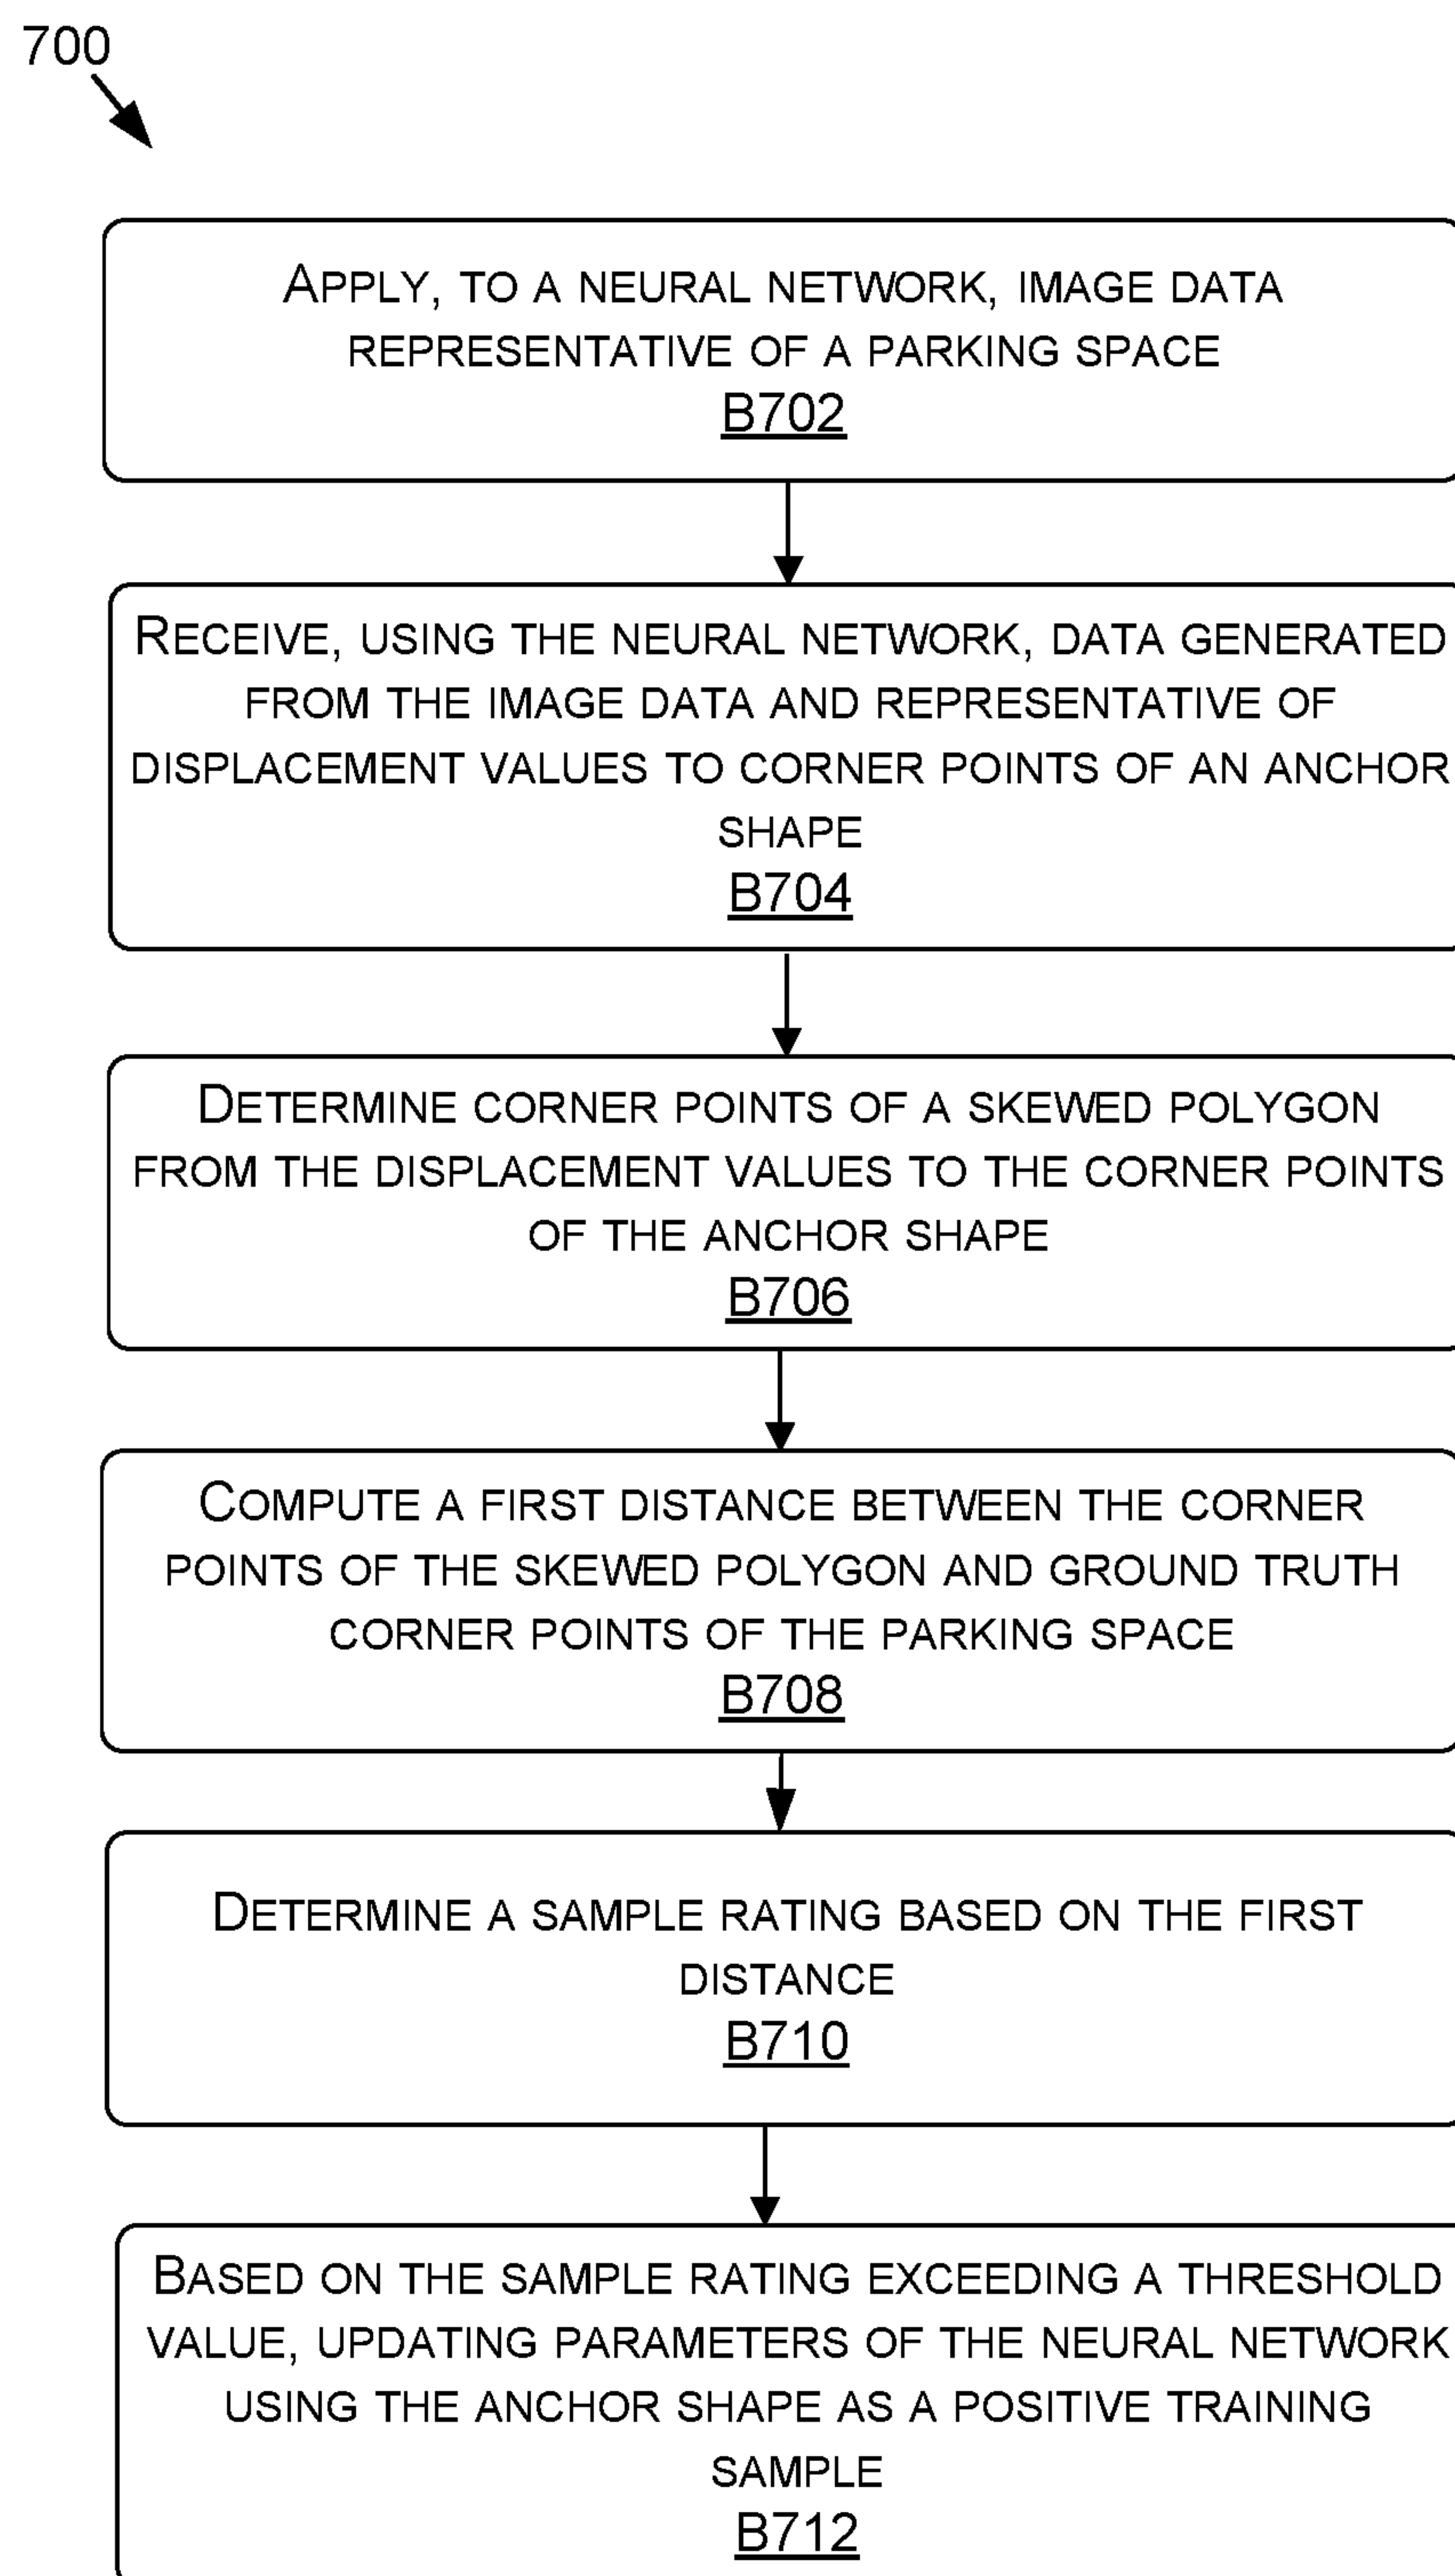 700
APPLY, TO A NEURAL NETWORK, IMAGE DATA
REPRESENTATIVE OF A PARKING SPACE
B702
RECEIVE, USING THE NEURAL NETWORK, DATA GENERATED
FROM THE IMAGE DATA AND REPRESENTATIVE OF
DISPLACEMENT VALUES TO CORNER POINTS OF AN ANCHOR
SHAPE
B704
DETERMINE CORNER POINTS OF A SKEWED POLYGON
FROM THE DISPLACEMENT VALUES TO THE CORNER POINTS
OF THE ANCHOR SHAPE
B706
COMPUTE A FIRST DISTANCE BETWEEN THE CORNER
POINTS OF THE SKEWED POLYGON AND GROUND TRUTH
CORNER POINTS OF THE PARKING SPACE
B708
DETERMINE A SAMPLE RATING BASED ON THE FIRST
DISTANCE
B710
BASED ON THE SAMPLE RATING EXCEEDING A THRESHOLD
VALUE, UPDATING PARAMETERS OF THE NEURAL NETWORK
USING THE ANCHOR SHAPE AS A POSITIVE TRAINING
SAMPLE
B712